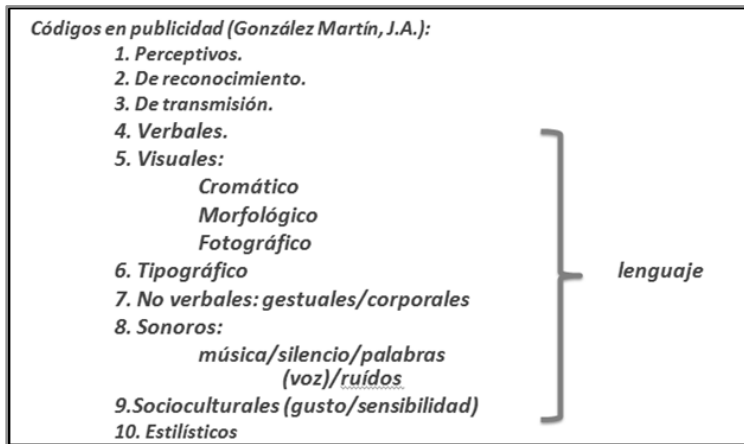 Códigos en publicidad (González Martín, J.A.):
1. Perceptivos.
2. De reconocimiento.
3. De transmisión.
4. Verbales.
5. Visuales:
Cromático
Morfológico
Fotográfico
6. Tipográfico
7. No verbales: gestuales/corporales
8. Sonoros:
música/silencio/palabras
(voz)/ruídos
9.Socioculturales (gusto/sensibilidad)
10. Estilísticos
lenguaje